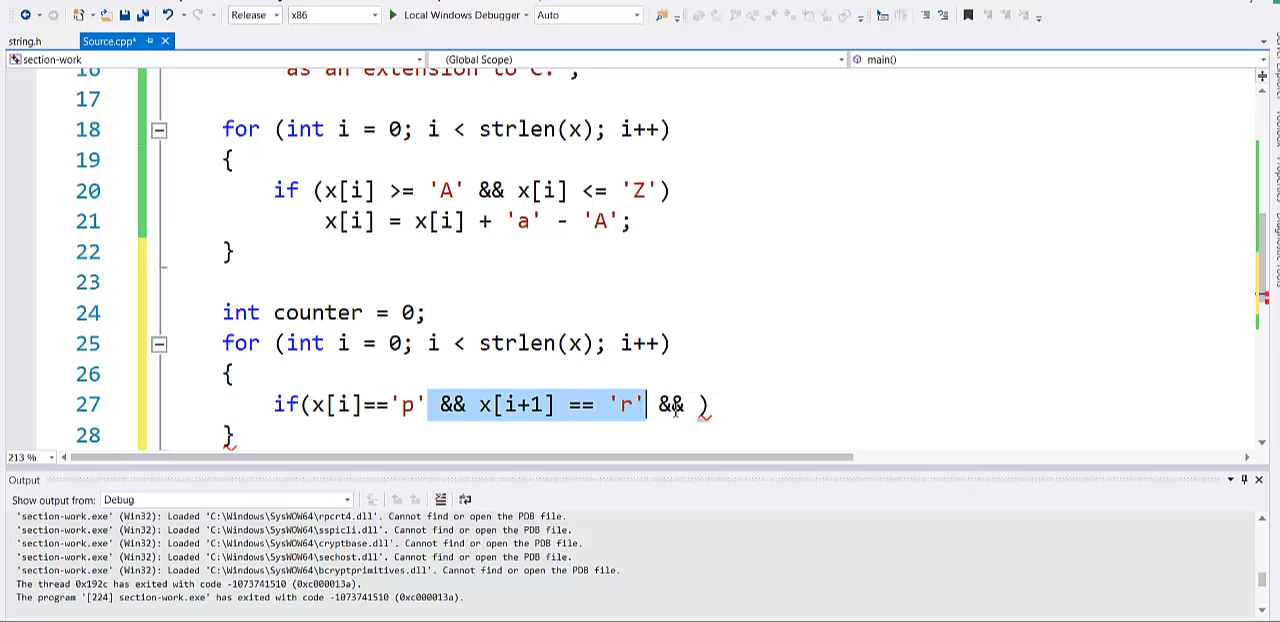 Release x86 Local Windows Debugger Auto
string.h Source.cpp*
section-work (Global Scope) main()
16 as an extension to C.";
17
18 for (int i = 0; i < strlen(x); i++)
19 {
20 if (x[i] >= 'A' && x[i] <= 'Z')
21 x[i] = x[i] + 'a' - 'A';
22 }
23
24 int counter = 0;
25 for (int i = 0; i < strlen(x); i++)
26 {
27 if(x[i]=='p' && x[i+1] == 'r' && )
28 }
213 %
Output
Show output from: Debug
'section-work.exe' (Win32): Loaded 'C:\Windows\SysWOW64\rpcrt4.dll'. Cannot find or open the PDB file.
'section-work.exe' (Win32): Loaded 'C:\Windows\SysWOW64\sspicli.dll'. Cannot find or open the PDB file.
'section-work.exe' (Win32): Loaded 'C:\Windows\SysWOW64\cryptbase.dll'. Cannot find or open the PDB file.
'section-work.exe' (Win32): Loaded 'C:\Windows\SysWOW64\sechost.dll'. Cannot find or open the PDB file.
'section-work.exe' (Win32): Loaded 'C:\Windows\SysWOW64\bcryptprimitives.dll'. Cannot find or open the PDB file.
The thread 0x192c has exited with code -1073741510 (0xc000013a).
The program '[224] section-work.exe' has exited with code -1073741510 (0xc000013a).